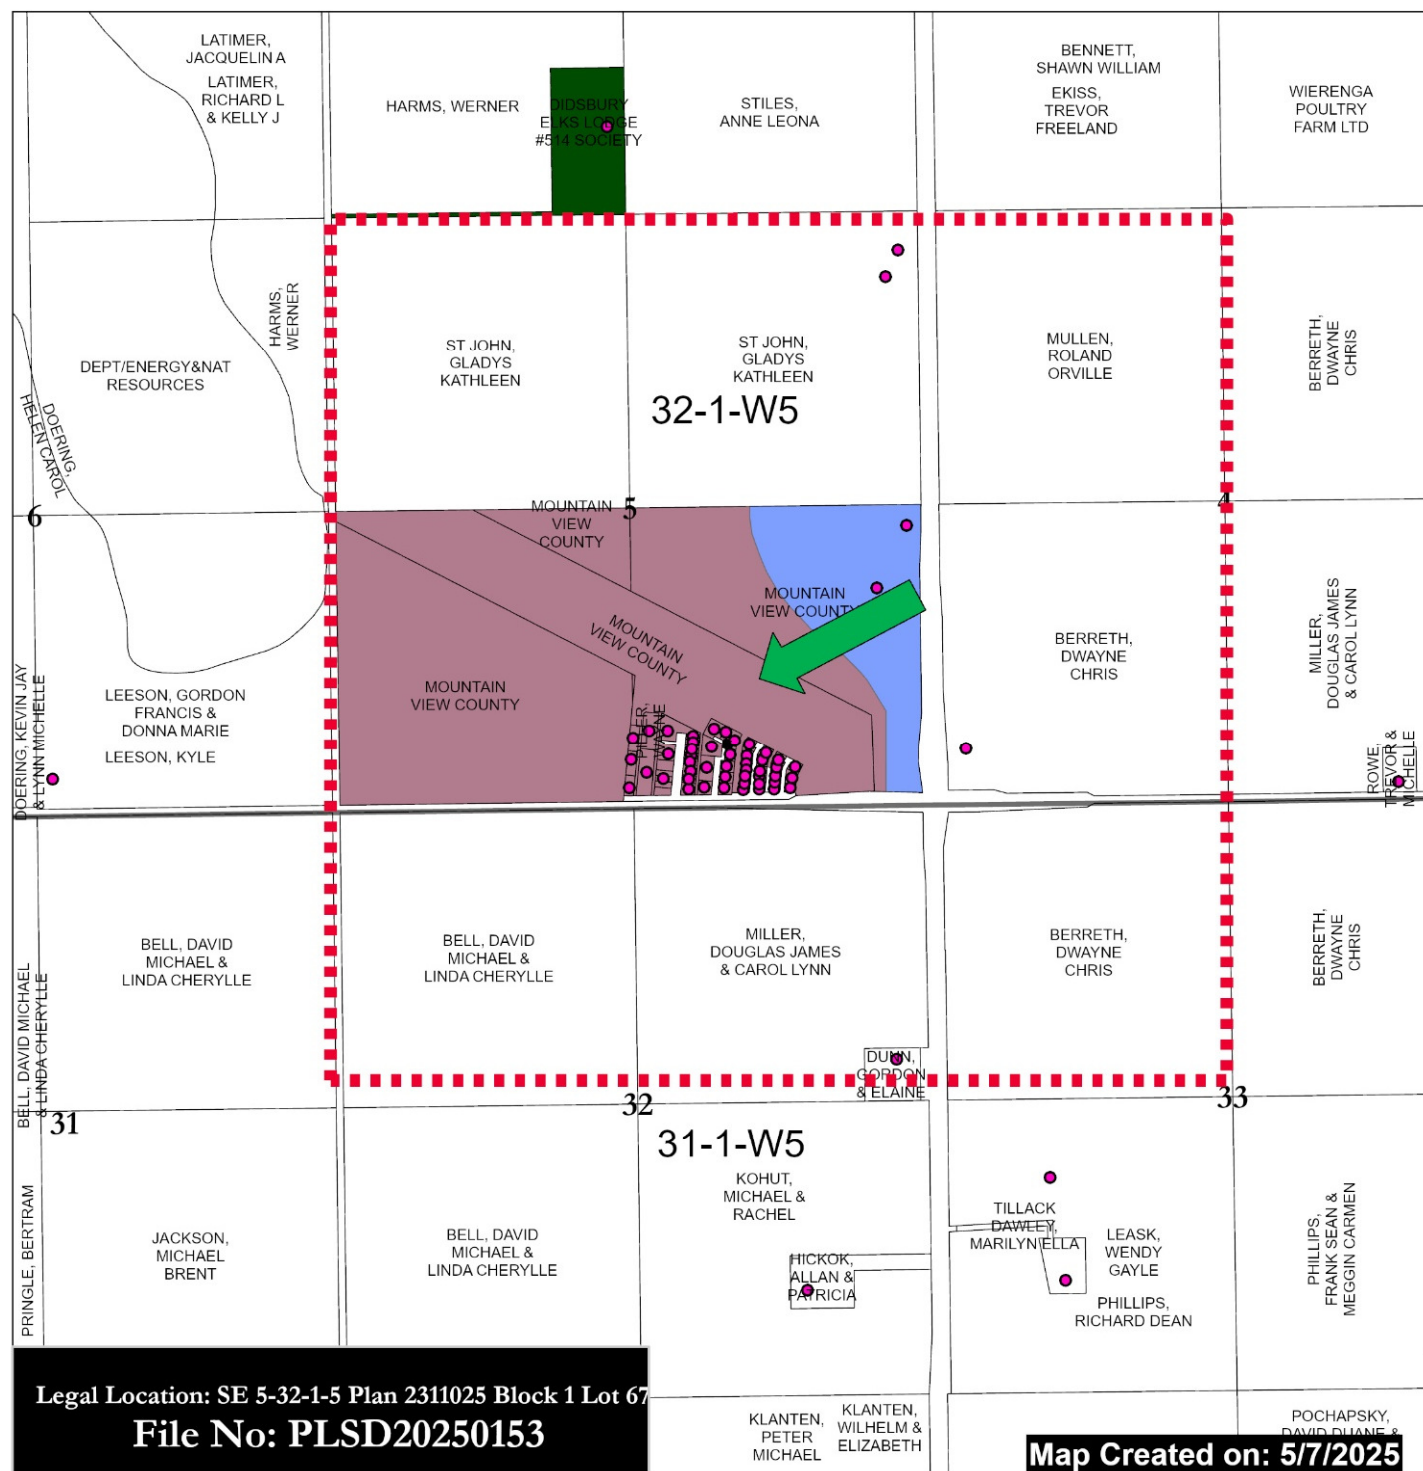 LATIMER,
JACQUELIN A
LATIMER,
RICHARD L
& KELLY J
HARMS, WERNER
DIDSBURY
ELKS LODGE
#514 SOCIETY
STILES,
ANNE LEONA
BENNETT,
SHAWN WILLIAM
EKISS,
TREVOR
FREELAND
WIERENGA
POULTRY
FARM LTD
HARMS,
WERNER
DEPT/ENERGY&NAT
RESOURCES
DOERING,
HELEN CAROL
ST JOHN,
GLADYS
KATHLEEN
ST JOHN,
GLADYS
KATHLEEN
32-1-W5
MULLEN,
ROLAND
ORVILLE
BERRETH,
DWAYNE
CHRIS
6
MOUNTAIN
VIEW
COUNTY
5
4
MOUNTAIN
VIEW COUNTY
MOUNTAIN
VIEW COUNTY
MOUNTAIN
VIEW COUNTY
BERRETH,
DWAYNE
CHRIS
MILLER,
DOUGLAS JAMES
& CAROL LYNN
DOERING, KEVIN JAY
& LYNN MICHELLE
LEESON, GORDON
FRANCIS &
DONNA MARIE
LEESON, KYLE
WAYNE
ROWE,
TREVOR &
MICHELLE
BELL, DAVID MICHAEL
& LINDA CHERYLLE
BELL, DAVID
MICHAEL &
LINDA CHERYLLE
BELL, DAVID
MICHAEL &
LINDA CHERYLLE
MILLER,
DOUGLAS JAMES
& CAROL LYNN
BERRETH,
DWAYNE
CHRIS
BERRETH,
DWAYNE
CHRIS
DUNN,
GORDON
& ELAINE
31
32
33
31-1-W5
PRINGLE, BERTRAM
JACKSON,
MICHAEL
BRENT
BELL, DAVID
MICHAEL &
LINDA CHERYLLE
KOHUT,
MICHAEL &
RACHEL
HICKOK,
ALLAN &
PATRICIA
TILLACK
DAWLEY,
MARILYN ELLA
LEASK,
WENDY
GAYLE
PHILLIPS,
RICHARD DEAN
PHILLIPS,
FRANK SEAN &
MEGGIN CARMEN
Legal Location: SE 5-32-1-5 Plan 2311025 Block 1 Lot 67
File No: PLSD20250153
KLANTEN,
PETER
MICHAEL
KLANTEN,
WILHELM &
ELIZABETH
POCHAPSKY,
DAVID DUANE &
Map Created on: 5/7/2025